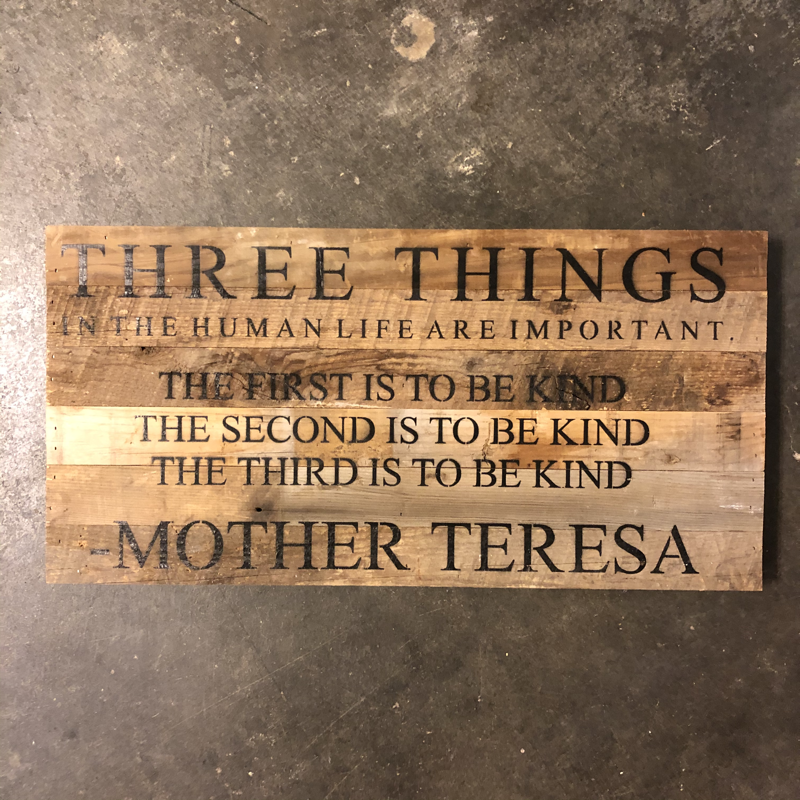 THREE THINGS
IN THE HUMAN LIFE ARE IMPORTANT.
THE FIRST IS TO BE KIND
THE SECOND IS TO BE KIND
THE THIRD IS TO BE KIND
-MOTHER TERESA